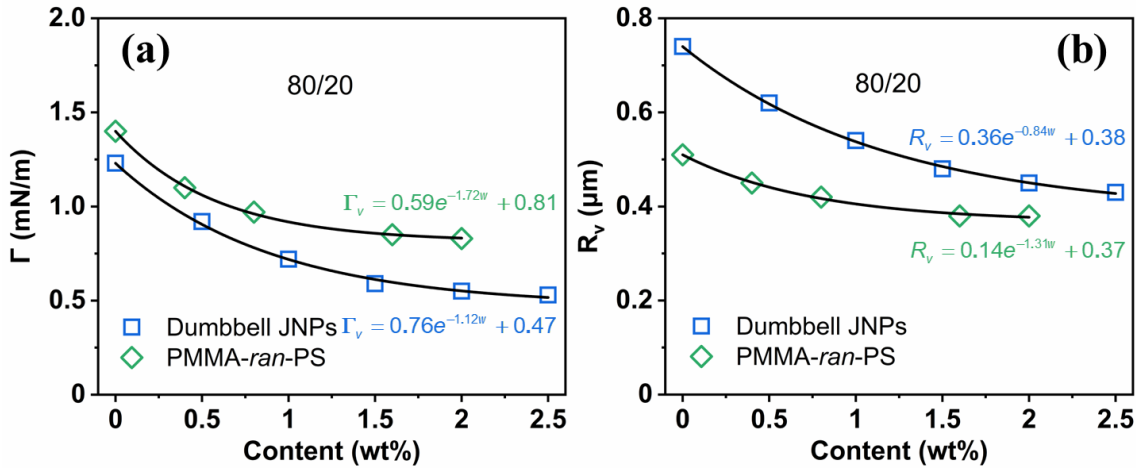 (a)
80/20
2.0
1.5
1.0
0.5
0
Γ (mN/m)
Γv = 0.59e^−1.72w + 0.81
Dumbbell JNPs
Γv = 0.76e^−1.12w + 0.47
PMMA-ran-PS
0 0.5 1 1.5 2 2.5
Content (wt%)
(b)
80/20
0.8
0.6
0.4
0.2
0
Rv (μm)
Rv = 0.36e^−0.84w + 0.38
Rv = 0.14e^−1.31w + 0.37
Dumbbell JNPs
PMMA-ran-PS
0 0.5 1 1.5 2 2.5
Content (wt%)